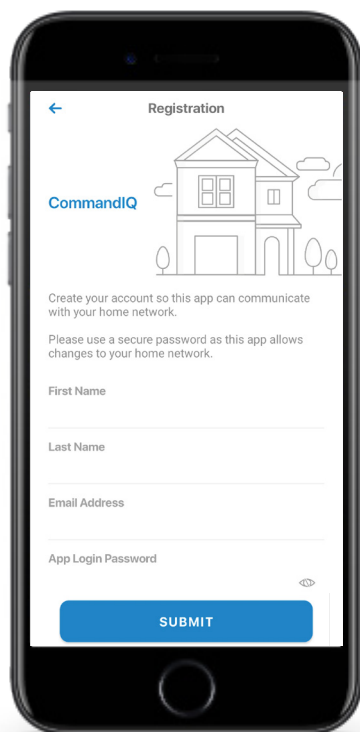 Registration
CommandIQ
Create your account so this app can communicate
with your home network.
Please use a secure password as this app allows
changes to your home network.
First Name
Last Name
Email Address
App Login Password
SUBMIT